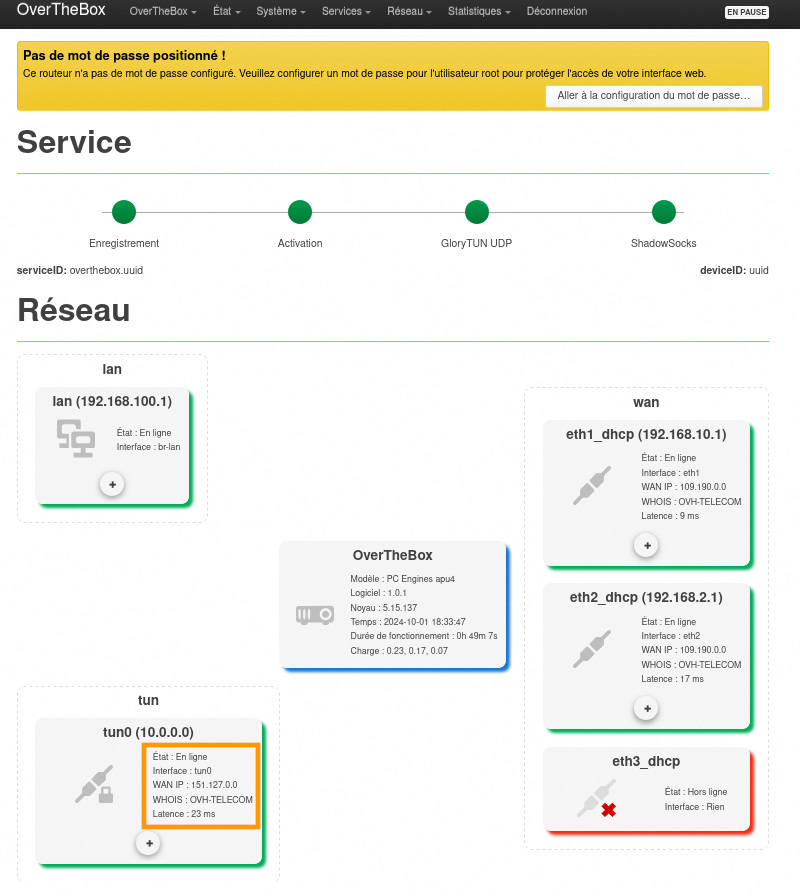 OverTheBox OverTheBox État Système Services Réseau Statistiques Déconnexion EN PAUSE
Pas de mot de passe positionné !
Ce routeur n'a pas de mot de passe configuré. Veuillez configurer un mot de passe pour l'utilisateur root pour protéger l'accès de votre interface web.
Aller à la configuration du mot de passe...
Service
Enregistrement Activation GloryTUN UDP ShadowSocks
serviceID: overthebox.uuid deviceID: uuid
Réseau
lan
lan (192.168.100.1)
État : En ligne
Interface : br-lan
+
wan
eth1_dhcp (192.168.10.1)
État : En ligne
Interface : eth1
WAN IP : 109.190.0.0
WHOIS : OVH-TELECOM
Latence : 9 ms
+
OverTheBox
Modèle : PC Engines apu4
Logiciel : 1.0.1
Noyau : 5.15.137
Temps : 2024-10-01 18:33:47
Durée de fonctionnement : 0h 49m 7s
Charge : 0.23, 0.17, 0.07
eth2_dhcp (192.168.2.1)
État : En ligne
Interface : eth2
WAN IP : 109.190.0.0
WHOIS : OVH-TELECOM
Latence : 17 ms
+
tun
tun0 (10.0.0.0)
État : En ligne
Interface : tun0
WAN IP : 151.127.0.0
WHOIS : OVH-TELECOM
Latence : 23 ms
+
eth3_dhcp
État : Hors ligne
Interface : Rien